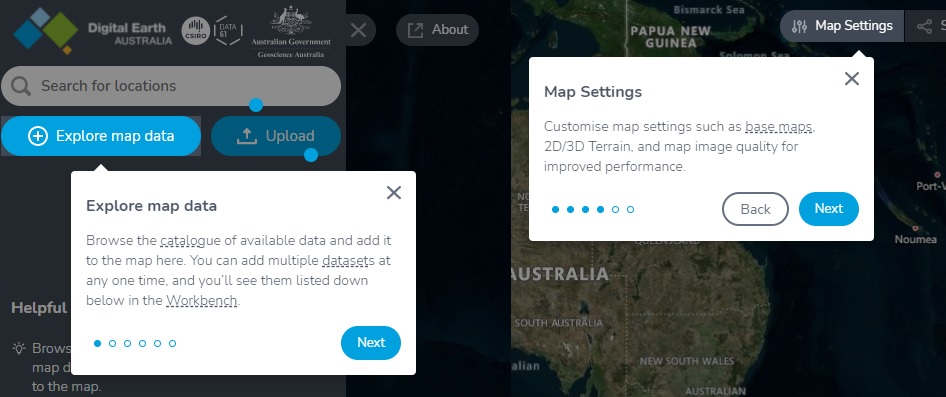 Digital Earth
AUSTRALIA
CSIRO
DATA
61
Australian Government
Geoscience Australia
About
Search for locations
Explore map data
Upload
Explore map data
Browse the catalogue of available data and add it
to the map here. You can add multiple datasets at
any one time, and you'll see them listed down
below in the Workbench.
Next
Helpful
Brows
map d
to the map.
Bismarck Sea
PAPUA NEW
GUINEA
Solomon Sea
Map Settings
S
Map Settings
Customise map settings such as base maps,
2D/3D Terrain, and map image quality for
improved performance.
Back
Next
Port-V
Noumea
QUEENSLAND
AUSTRALIA
SOUTH AUSTRALIA
NEW SOUTH WALES
alian
AUSTRALIAN